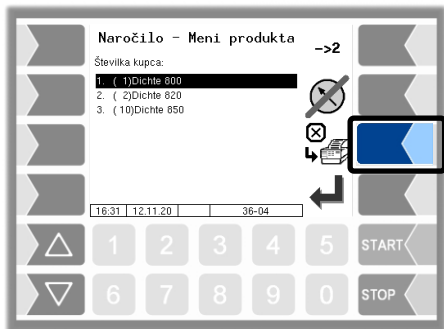 Naročilo - Meni produkta
->2
Številka kupca:
1. ( 1)Dichte 800
2. ( 2)Dichte 820
3. ( 10)Dichte 850
16:31 12.11.20 36-04
1 2 3 4 5 START
6 7 8 9 0 STOP